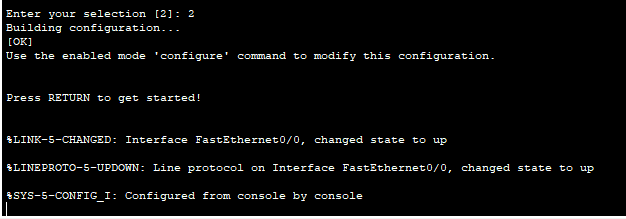 Enter your selection [2]: 2
Building configuration...
[OK]
Use the enabled mode 'configure' command to modify this configuration.
Press RETURN to get started!
%LINK-5-CHANGED: Interface FastEthernet0/0, changed state to up
%LINEPROTO-5-UPDOWN: Line protocol on Interface FastEthernet0/0, changed state to up
%SYS-5-CONFIG_I: Configured from console by console